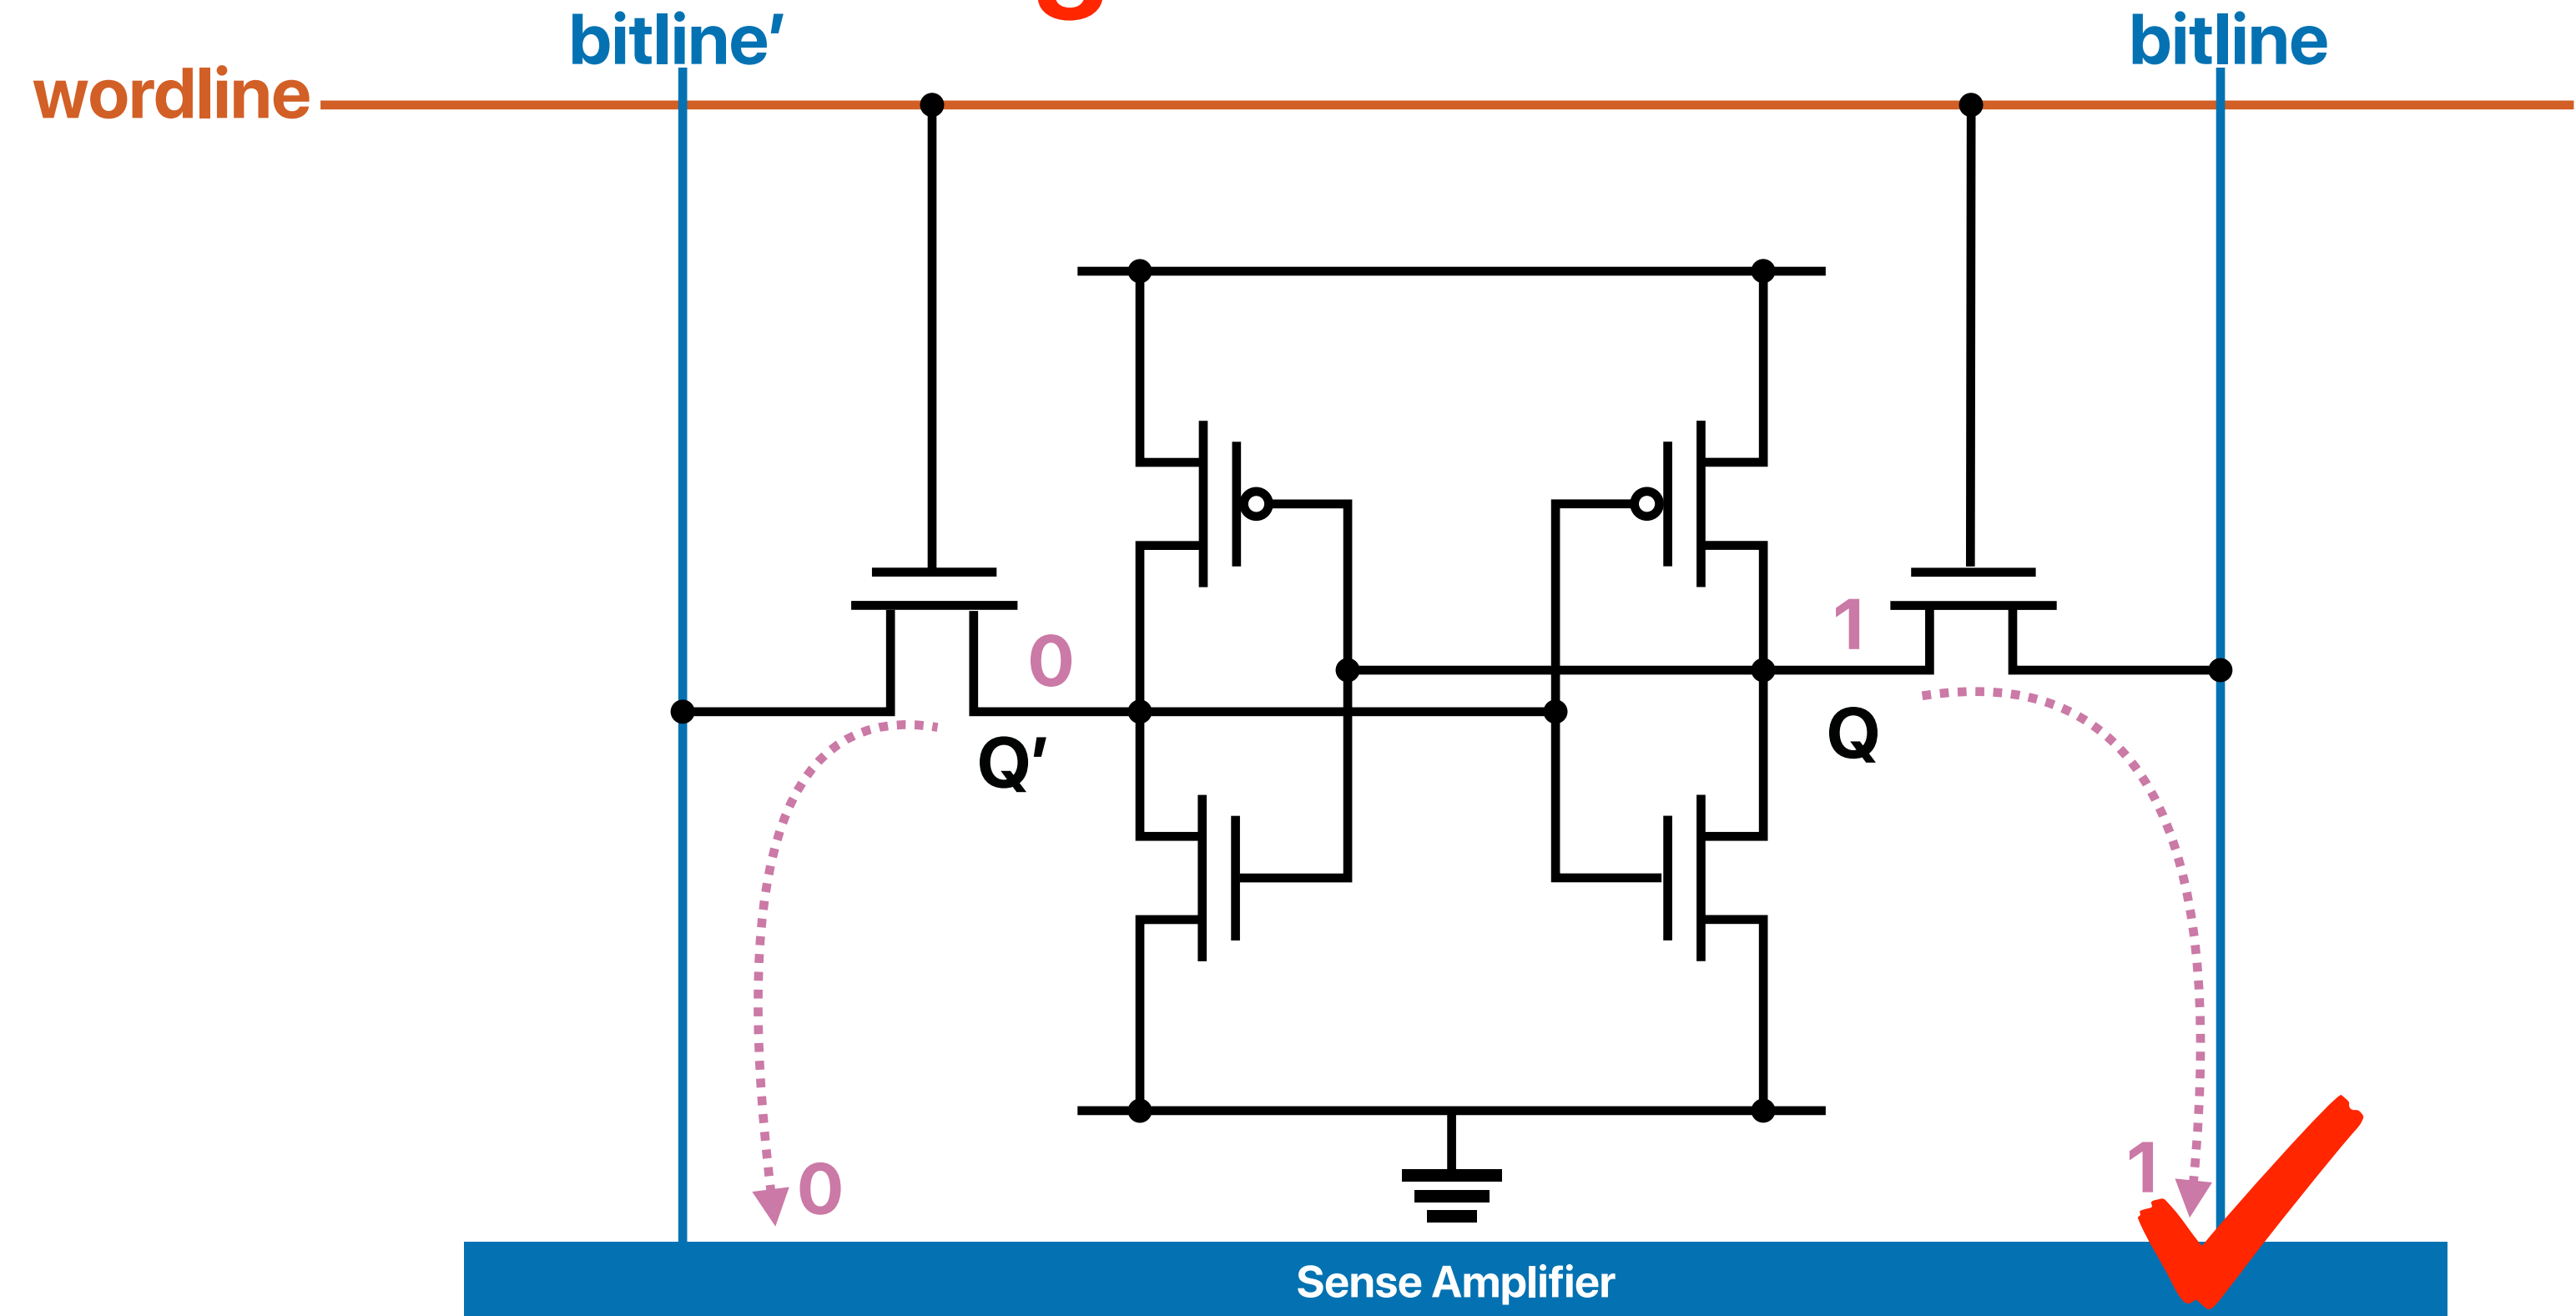 bitline’
bitline
wordline
0
1
Q’
Q
0
1
Sense Amplifier